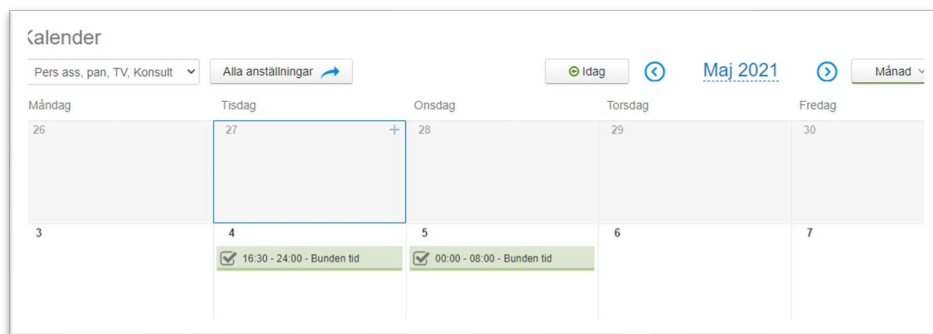 Kalender
Pers ass, pan, TV, Konsult Alla anställningar Idag Maj 2021 Månad
Måndag Tisdag Onsdag Torsdag Fredag
26 27 + 28 29 30
3 4 5 6 7
16:30 - 24:00 - Bunden tid 00:00 - 08:00 - Bunden tid